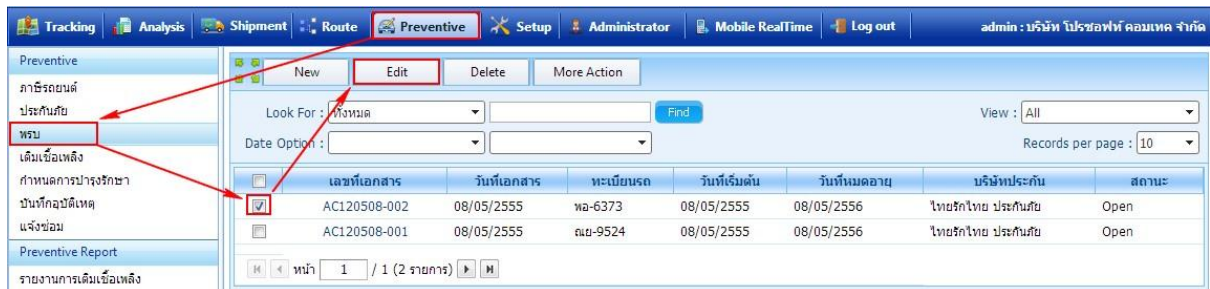 Tracking Analysis Shipment Route Preventive Setup Administrator Mobile RealTime Log out admin : บริษัท โปรซอฟท์ คอมเทค จำกัด
Preventive
ภาษีรถยนต์
ประกันภัย
พรบ
เติมเชื้อเพลิง
กำหนดการบำรุงรักษา
บันทึกอุบัติเหตุ
แจ้งซ่อม
Preventive Report
รายงานการเติมเชื้อเพลิง
New Edit Delete More Action
Look For : ทั้งหมด Find View : All
Date Option : Records per page : 10
เลขที่เอกสาร วันที่เอกสาร ทะเบียนรถ วันที่เริ่มต้น วันที่หมดอายุ บริษัทประกัน สถานะ
AC120508-002 08/05/2555 พอ-6373 08/05/2555 08/05/2556 ไทยรักไทย ประกันภัย Open
AC120508-001 08/05/2555 ณย-9524 08/05/2555 08/05/2556 ไทยรักไทย ประกันภัย Open
หน้า 1 / 1 (2 รายการ)